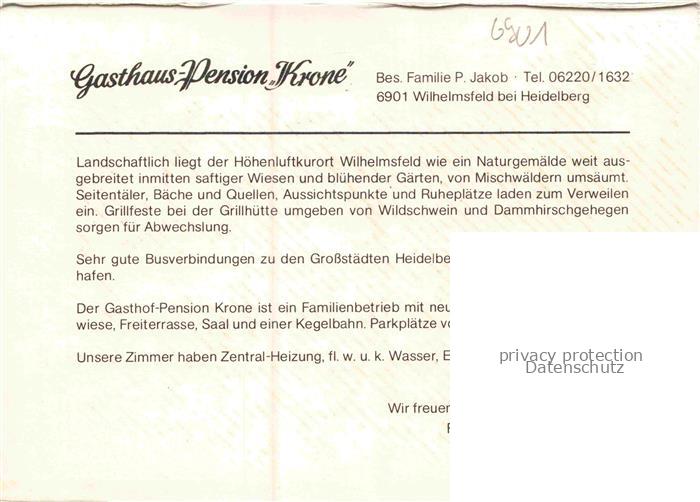 6901
Gasthaus-Pension „Krone“
Bes. Familie P. Jakob · Tel. 06220/1632
6901 Wilhelmsfeld bei Heidelberg
Landschaftlich liegt der Höhenluftkurort Wilhelmsfeld wie ein Naturgemälde weit aus-
gebreitet inmitten saftiger Wiesen und blühender Gärten, von Mischwäldern umsäumt.
Seitentäler, Bäche und Quellen, Aussichtspunkte und Ruheplätze laden zum Verweilen
ein. Grillfeste bei der Grillhütte umgeben von Wildschwein und Dammhirschgehegen
sorgen für Abwechslung.
Sehr gute Busverbindungen zu den Großstädten Heidelbe
hafen.
Der Gasthof-Pension Krone ist ein Familienbetrieb mit neu
wiese, Freiterrasse, Saal und einer Kegelbahn. Parkplätze vo
Unsere Zimmer haben Zentral-Heizung, fl. w. u. k. Wasser, E
Wir freuen
privacy protection
Datenschutz